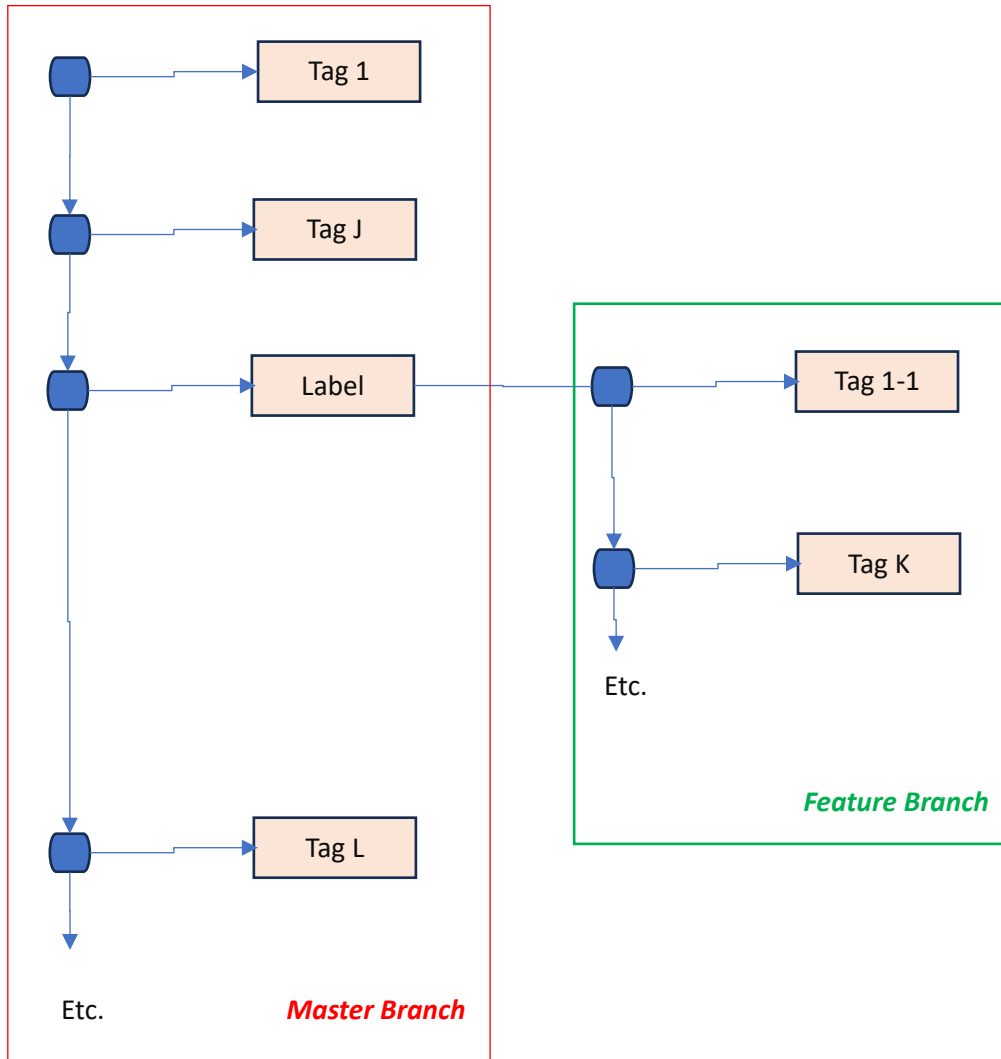 Tag 1
Tag J
Label
Tag 1-1
Tag K
Etc.
Feature Branch
Tag L
Etc.
Master Branch